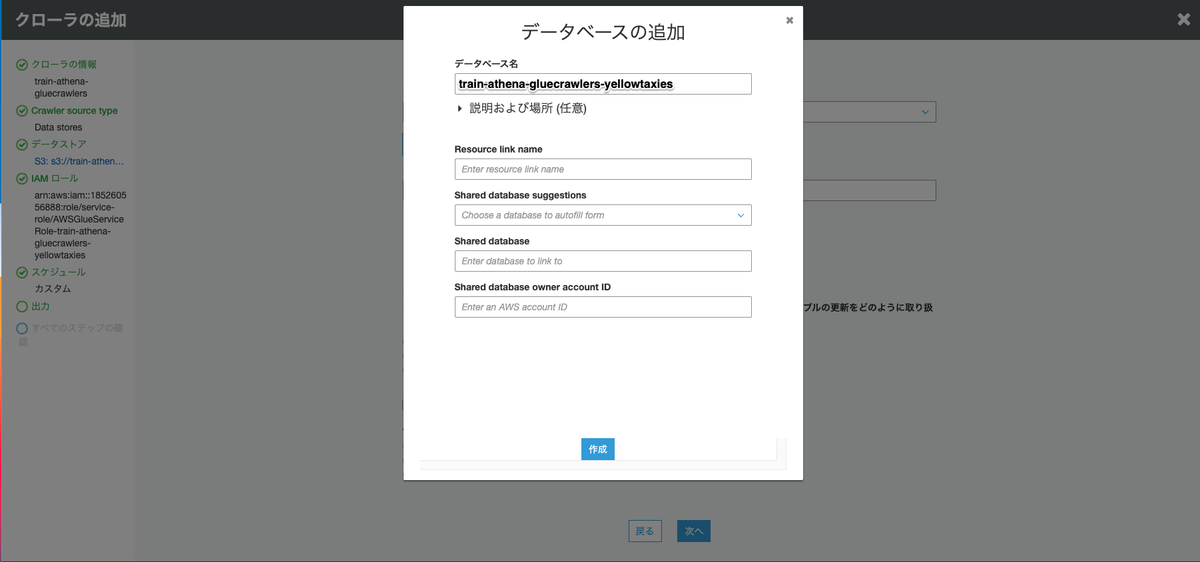 クローラの追加
クローラの情報
train-athena-
gluecrawlers
Crawler source type
Data stores
データストア
S3: s3://train-athen...
IAM ロール
arn:aws:iam::1852605
56888:role/service-
role/AWSGlueService
Role-train-athena-
gluecrawlers-
yellowtaxies
スケジュール
カスタム
出力
すべてのステップの確
認
データベースの追加
データベース名
train-athena-gluecrawlers-yellowtaxies
説明および場所 (任意)
Resource link name
Enter resource link name
Shared database suggestions
Choose a database to autofill form
Shared database
Enter database to link to
Shared database owner account ID
Enter an AWS account ID
作成
ブルの更新をどのように取り扱
戻る
次へ